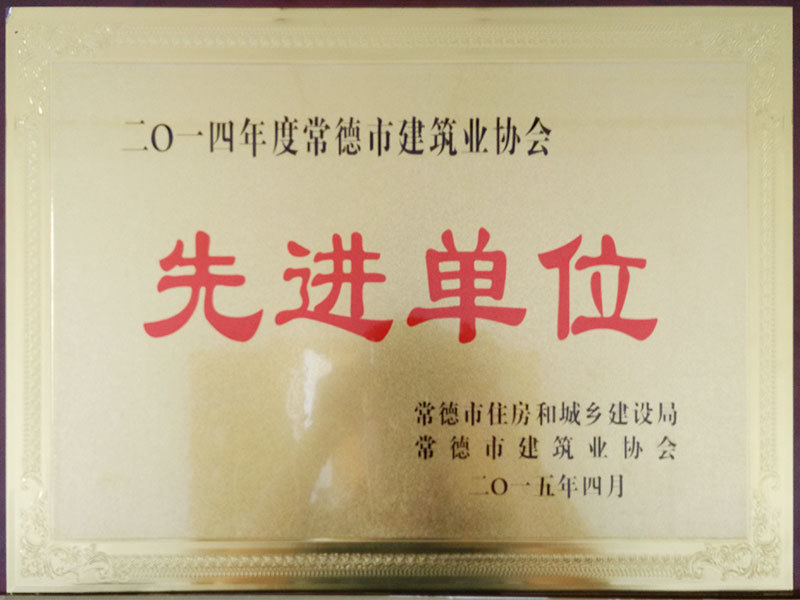 二〇一四年度常德市建筑业协会
先进单位
常德市住房和城乡建设局
常德市建筑业协会
二〇一五年四月